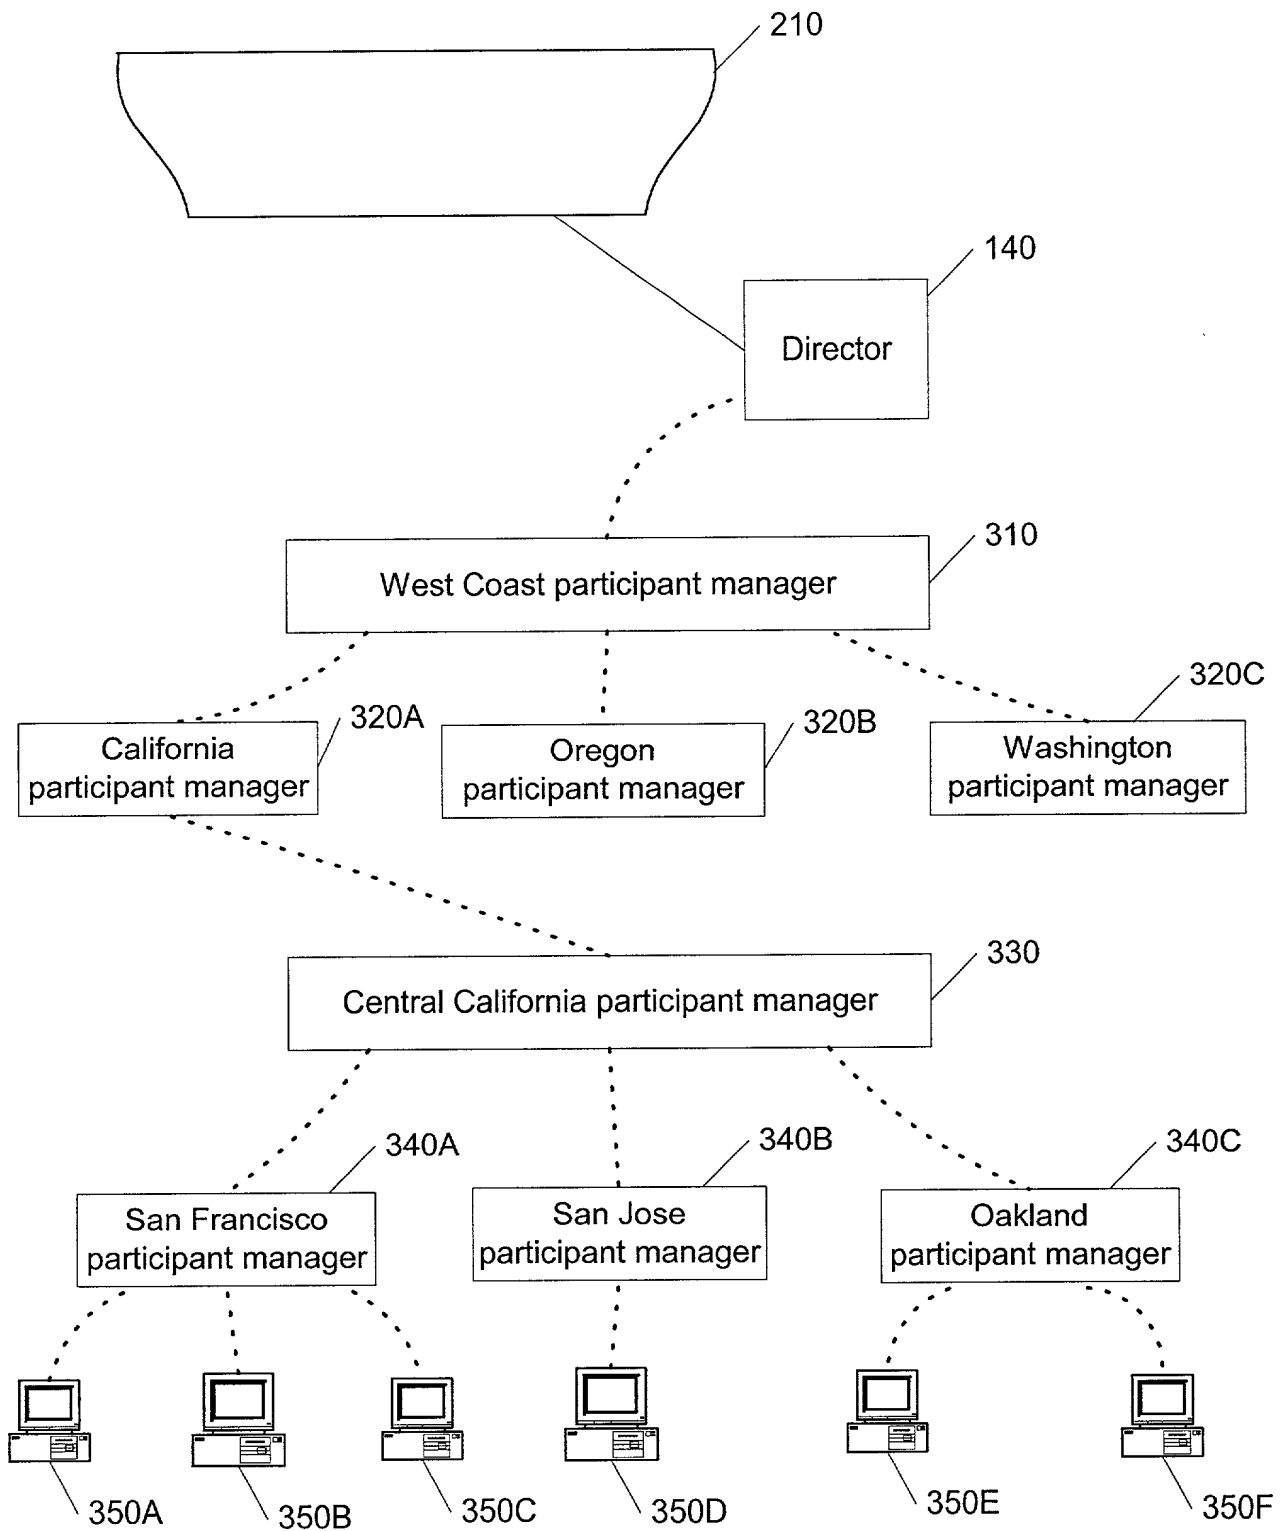 210
140
Director
310
West Coast participant manager
320C
320A
320B
California
participant manager
Oregon
participant manager
Washington
participant manager
330
Central California participant manager
340A
340B
340C
San Francisco
participant manager
San Jose
participant manager
Oakland
participant manager
350A
350B
350C
350D
350E
350F